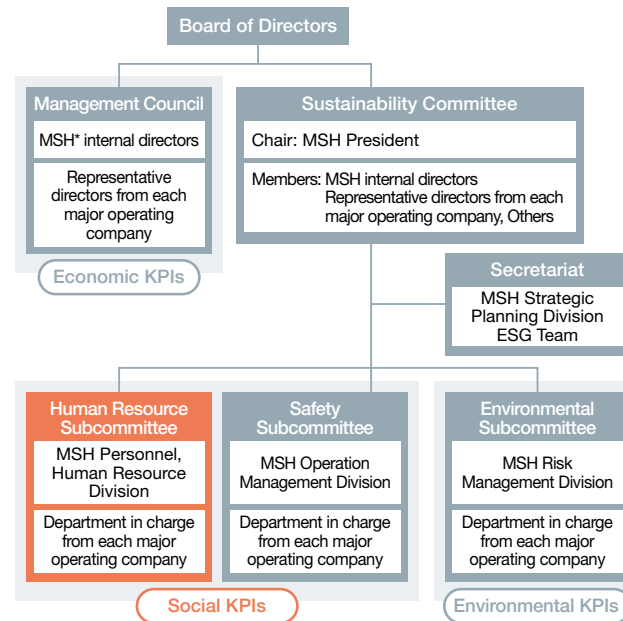 Board of Directors
Management Council
MSH* internal directors
Representative
directors from each
major operating
company
Economic KPIs
Sustainability Committee
Chair: MSH President
Members: MSH internal directors
Representative directors from each
major operating company, Others
Secretariat
MSH Strategic
Planning Division
ESG Team
Human Resource
Subcommittee
MSH Personnel,
Human Resource
Division
Department in charge
from each major
operating company
Safety
Subcommittee
MSH Operation
Management Division
Department in charge
from each major
operating company
Social KPIs
Environmental
Subcommittee
MSH Risk
Management Division
Department in charge
from each major
operating company
Environmental KPIs